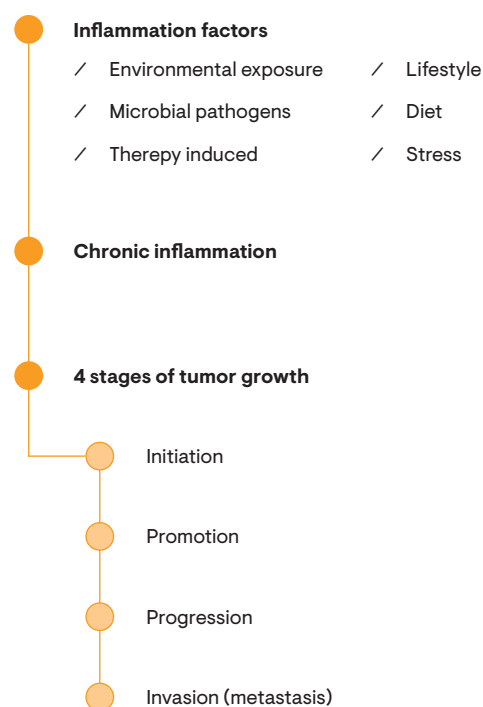 Inflammation factors
/ Environmental exposure / Lifestyle
/ Microbial pathogens / Diet
/ Therepy induced / Stress
Chronic inflammation
4 stages of tumor growth
Initiation
Promotion
Progression
Invasion (metastasis)